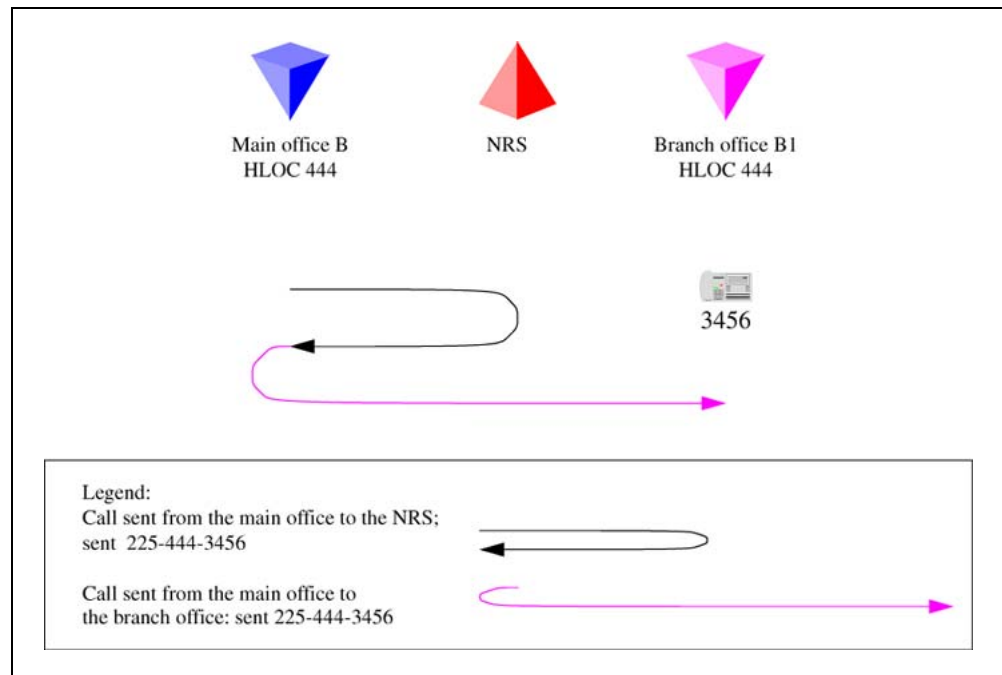 Main office B
HLOC 444
NRS
Branch office B1
HLOC 444
3456
Legend:
Call sent from the main office to the NRS;
sent 225-444-3456
Call sent from the main office to
the branch office: sent 225-444-3456